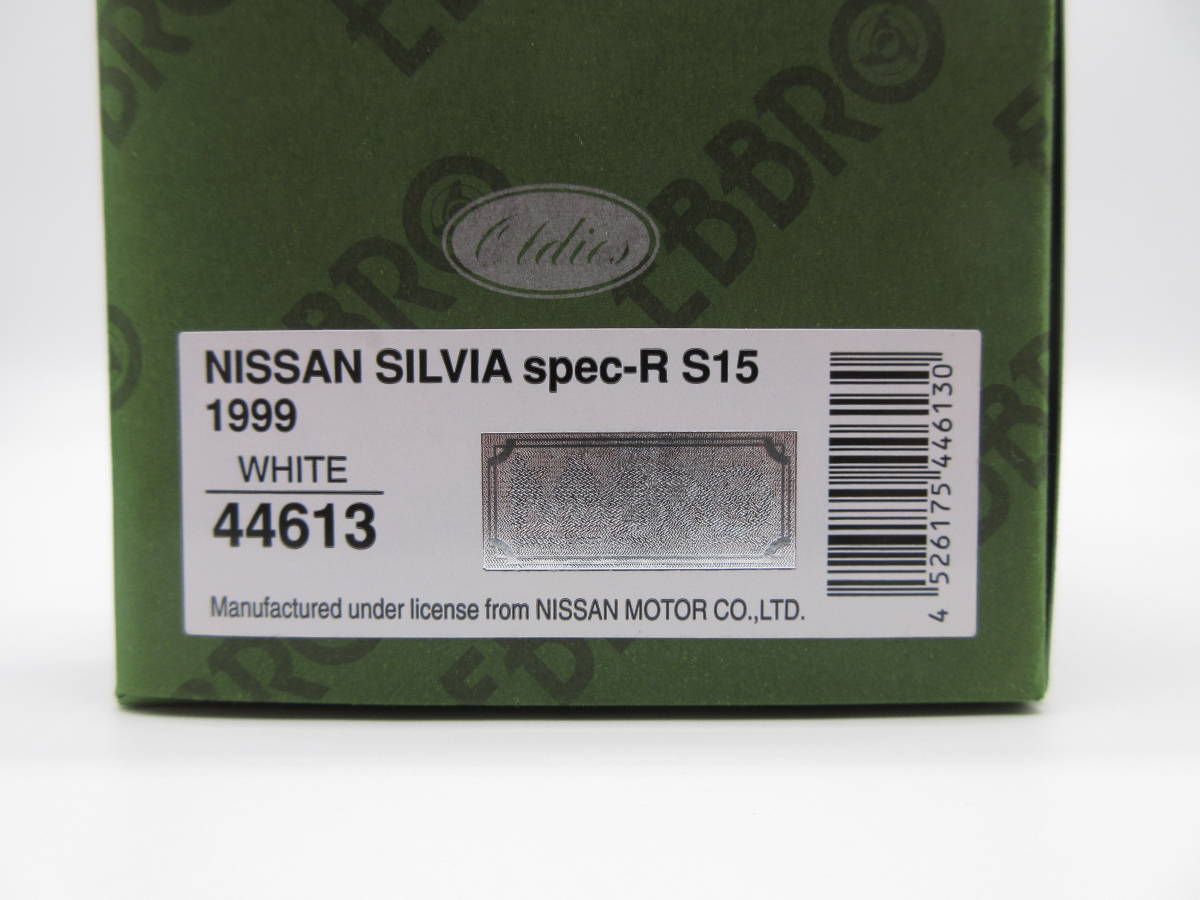 EBBRO
Oldies
NISSAN SILVIA spec-R S15
1999
WHITE
44613
Manufactured under license from NISSAN MOTOR CO.,LTD.
4 526175 446130